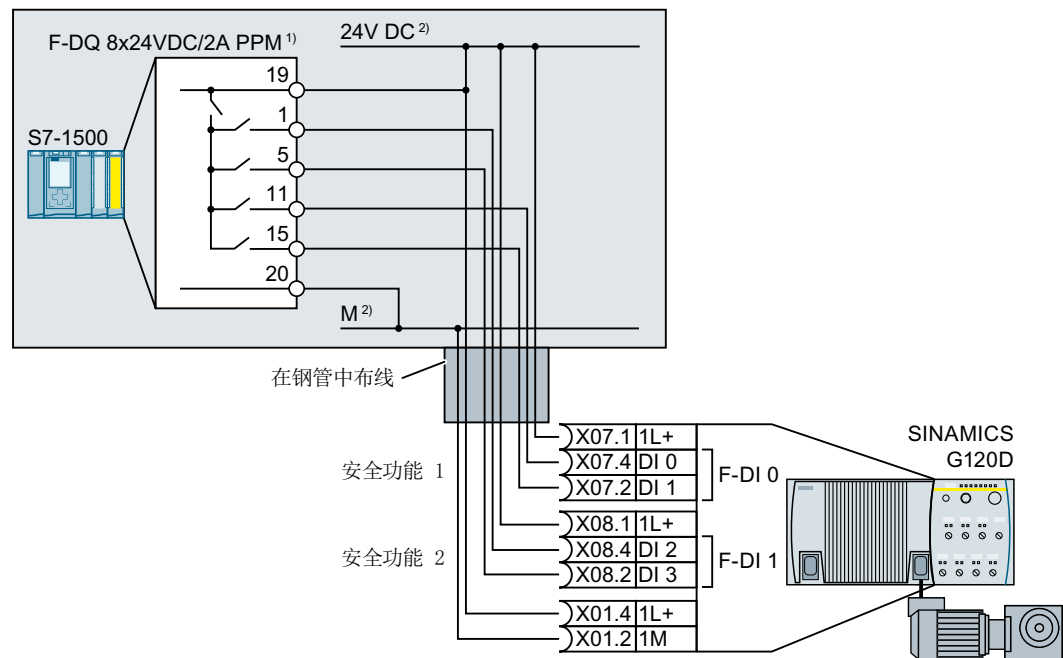 F-DQ 8x24VDC/2A PPM 1)
24V DC 2)
19
1
S7-1500
5
11
15
20
M 2)
在钢管中布线
安全功能 1
X07.1 1L+
X07.4 DI 0
X07.2 DI 1
F-DI 0
安全功能 2
X08.1 1L+
X08.4 DI 2
X08.2 DI 3
F-DI 1
X01.4 1L+
X01.2 1M
SINAMICS
G120D